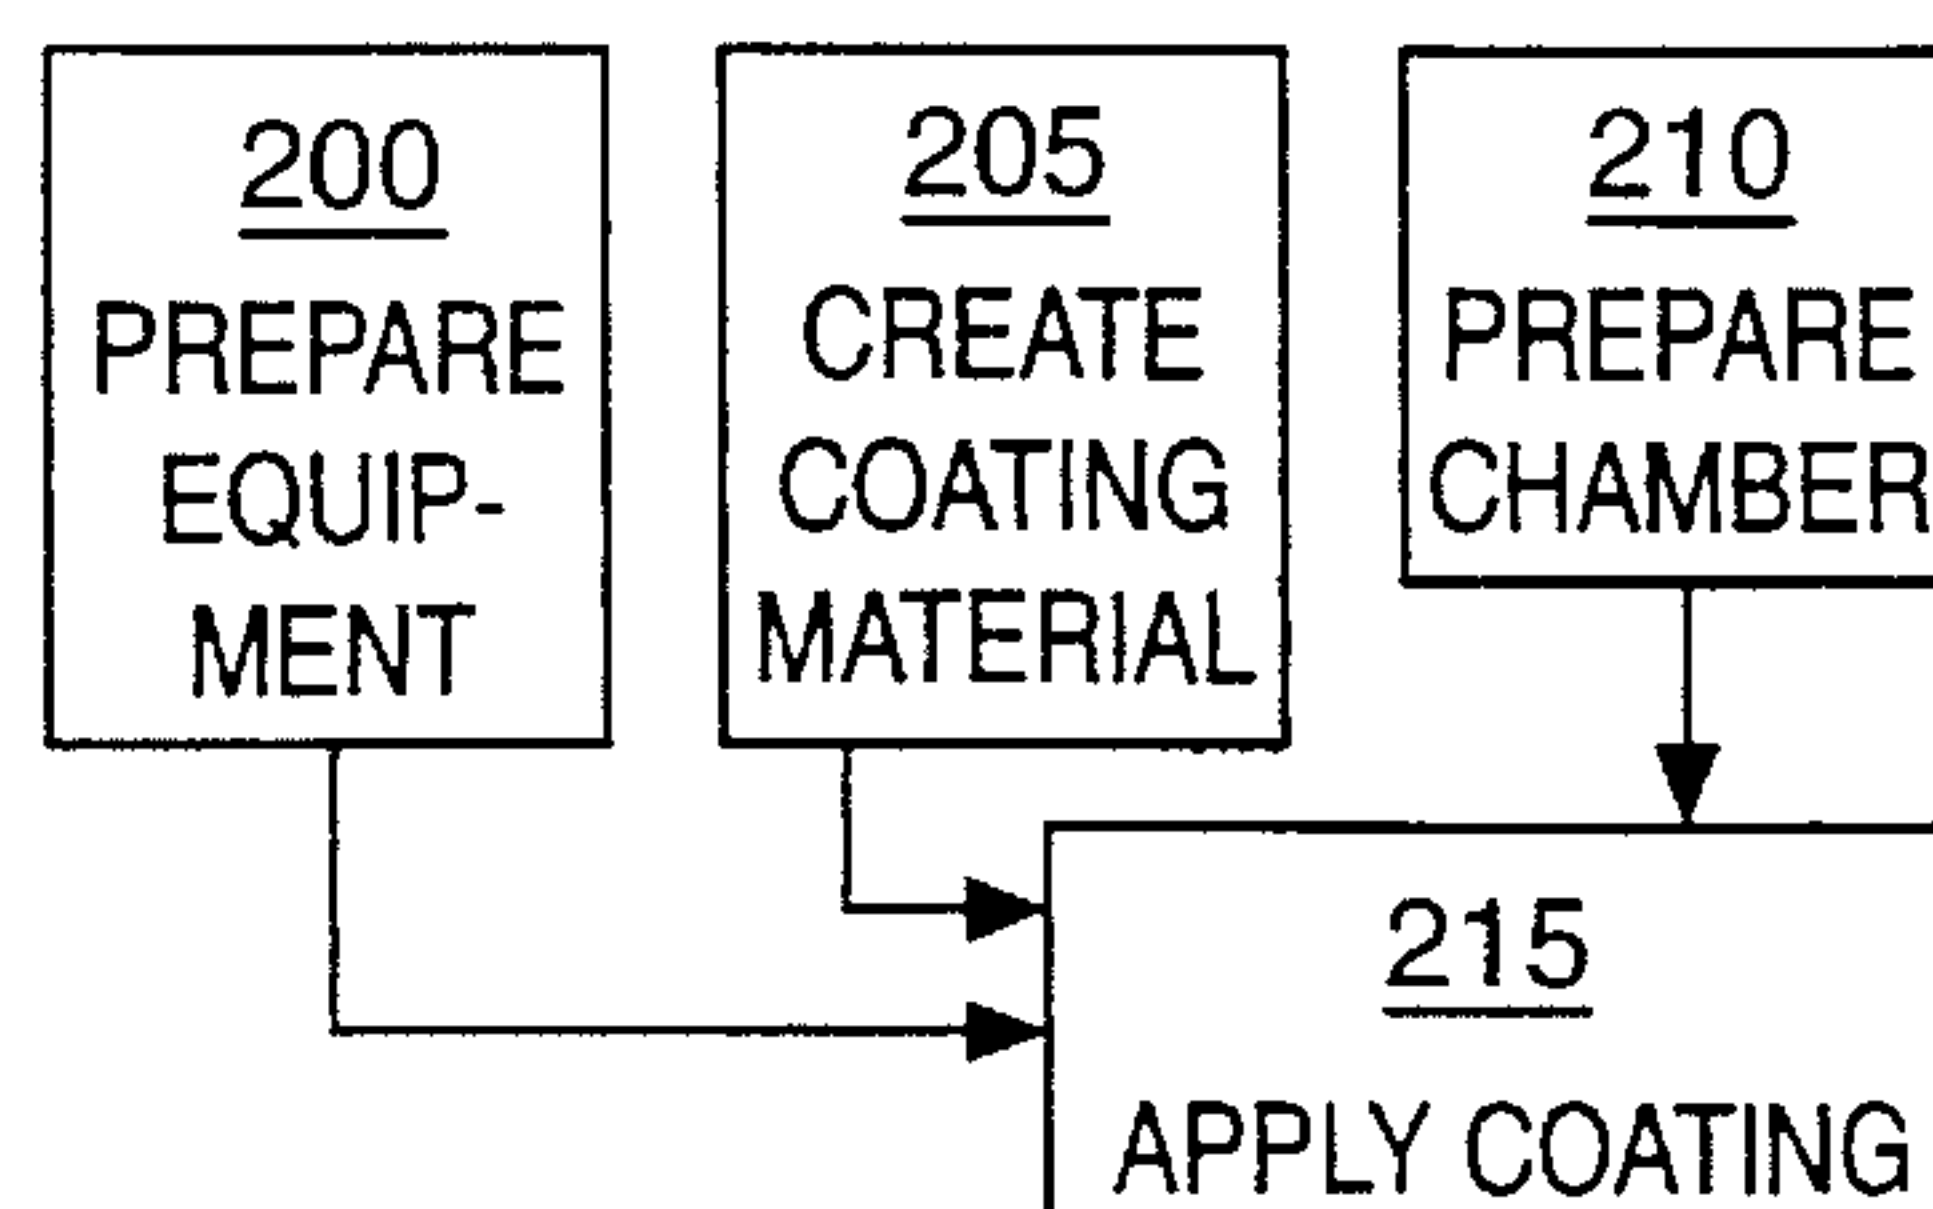 200
PREPARE
EQUIP-
MENT
205
CREATE
COATING
MATERIAL
210
PREPARE
CHAMBER
215
APPLY COATING